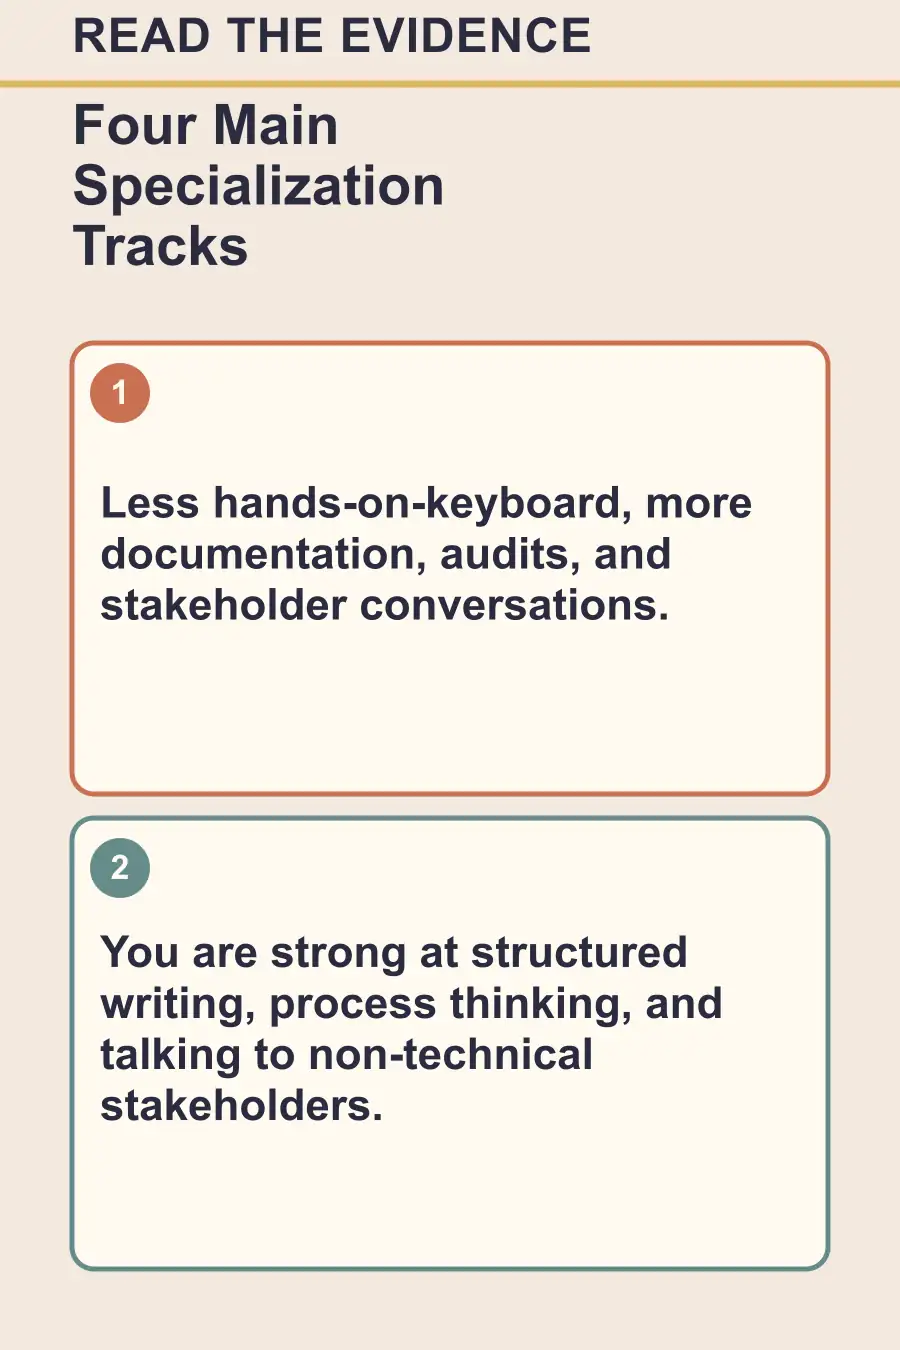 READ THE EVIDENCE
Four Main
Specialization
Tracks
1
Less hands-on-keyboard, more
documentation, audits, and
stakeholder conversations.
2
You are strong at structured
writing, process thinking, and
talking to non-technical
stakeholders.